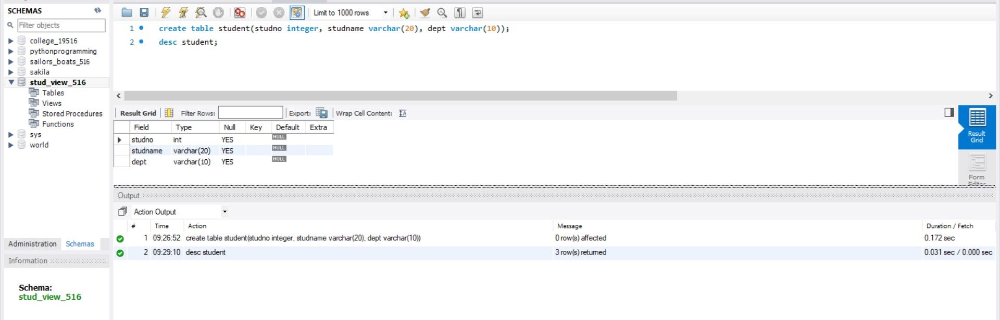 SCHEMAS
Filter objects
college_19516
pythonprogramming
sailors_boats_516
sakila
stud_view_516
Tables
Views
Stored Procedures
Functions
sys
world
Administration Schemas
Information
Schema:
stud_view_516
Limit to 1000 rows
1 create table student(studno integer, studname varchar(20), dept varchar(10));
2 desc student;
Result Grid Filter Rows: Export: Wrap Cell Content:
Field Type Null Key Default Extra
studno int YES NULL
studname varchar(20) YES NULL
dept varchar(10) YES NULL
Result
Grid
Form
Editor
Output
Action Output
# Time Action Message Duration / Fetch
1 09:26:52 create table student(studno integer, studname varchar(20), dept varchar(10)) 0 row(s) affected 0.172 sec
2 09:29:10 desc student 3 row(s) returned 0.031 sec / 0.000 sec